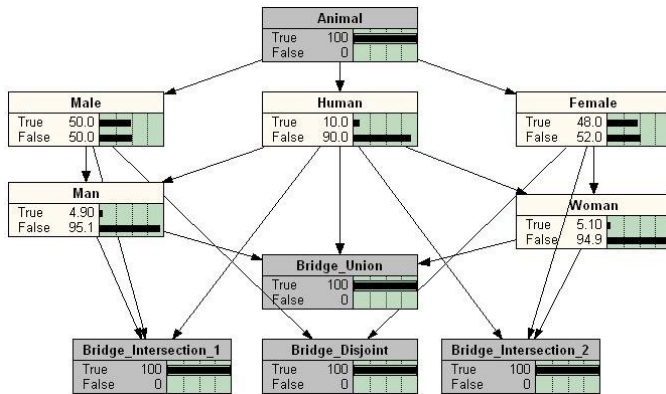 Animal
True 100
False 0
Male
True 50.0
False 50.0
Human
True 10.0
False 90.0
Female
True 48.0
False 52.0
Man
True 4.90
False 95.1
Woman
True 5.10
False 94.9
Bridge_Union
True 100
False 0
Bridge_Intersection_1
True 100
False 0
Bridge_Disjoint
True 100
False 0
Bridge_Intersection_2
True 100
False 0